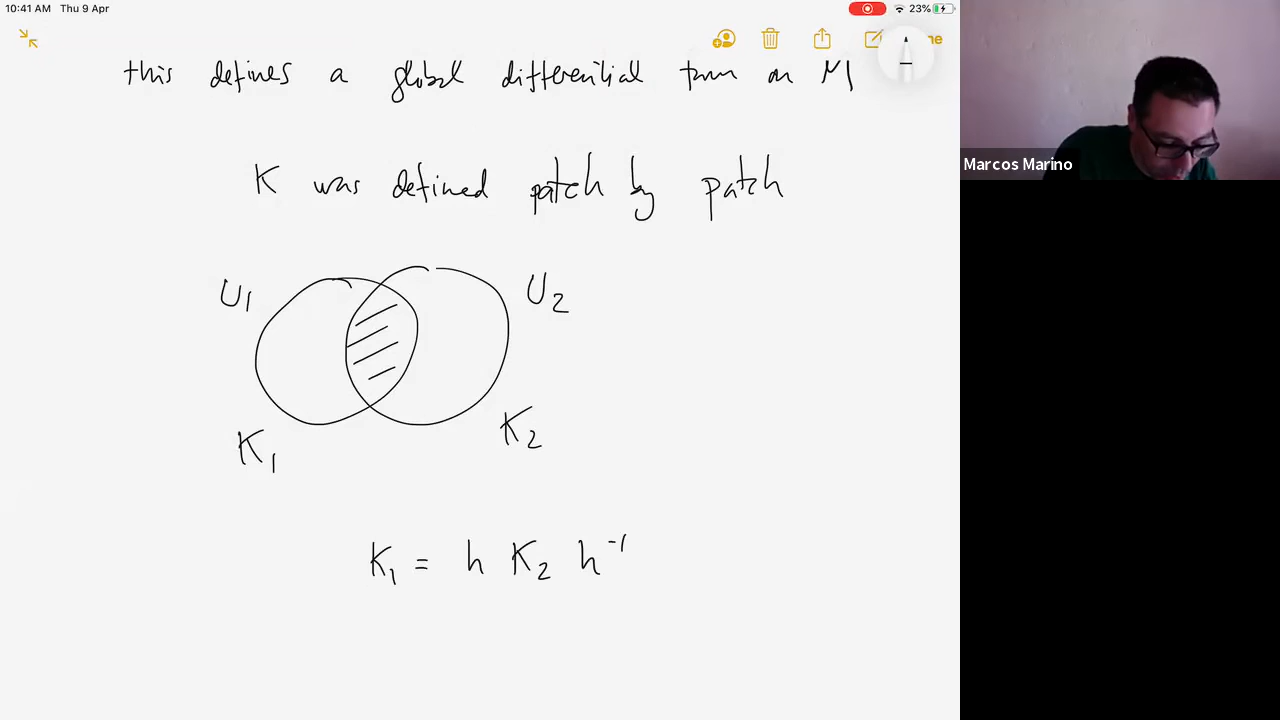 10:41 AM Thu 9 Apr
23%
this defines a global differential form on M
K was defined patch by patch
U₁
U₂
K₁
K₂
K₁ = h K₂ h⁻¹
Marcos Marino